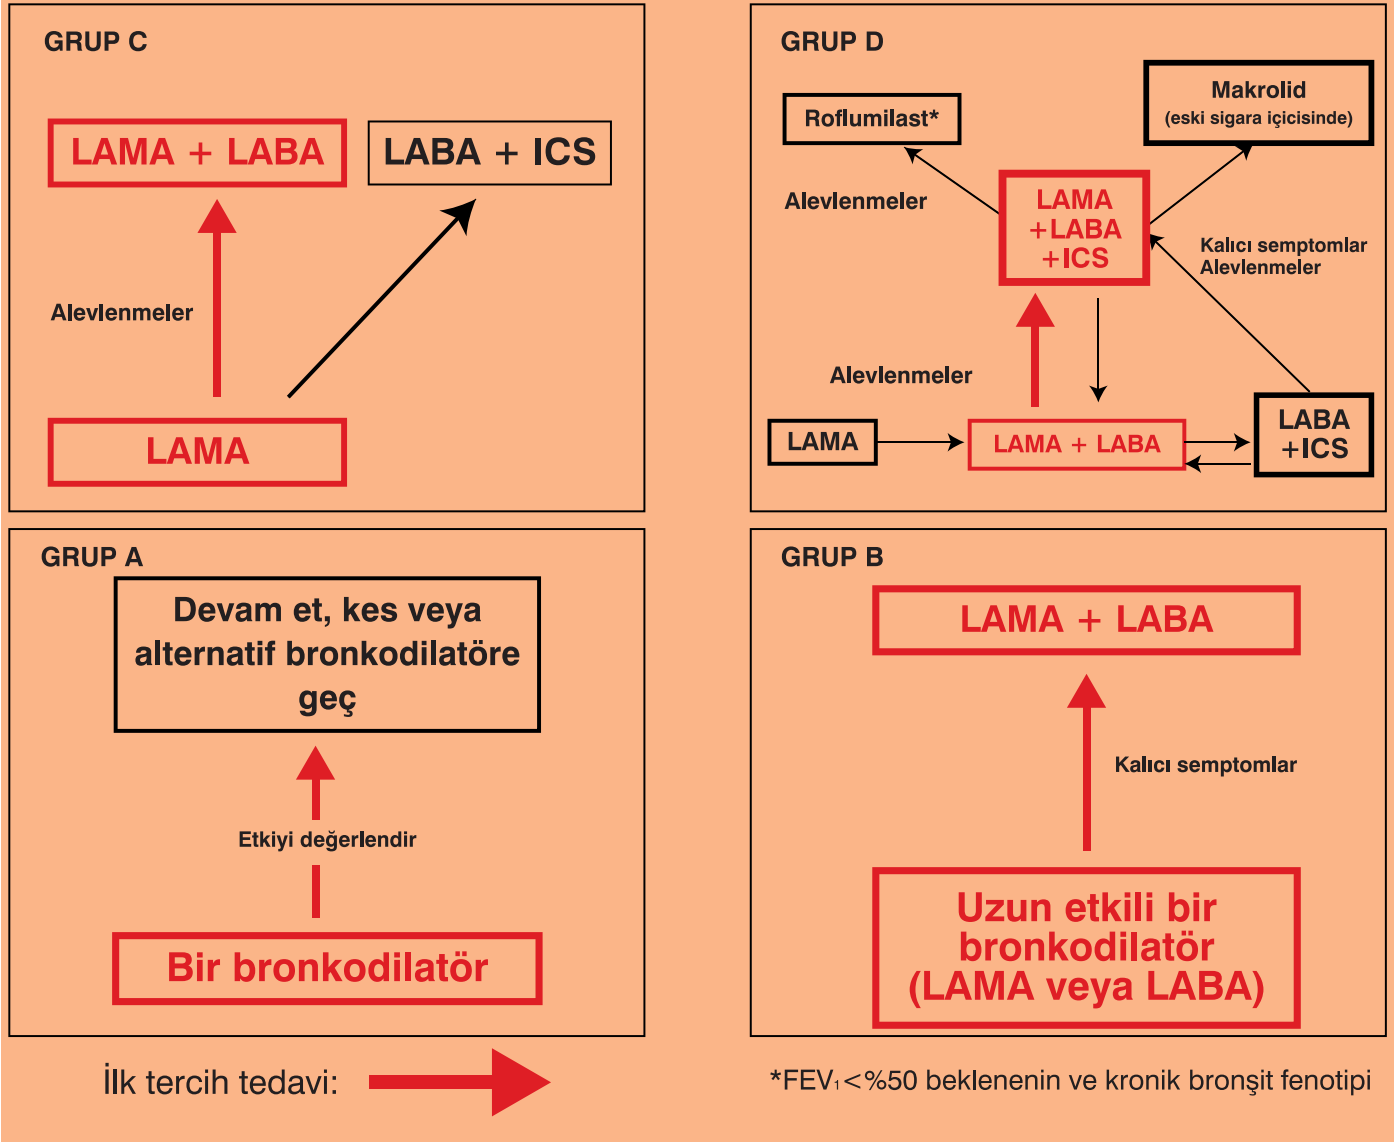 GRUP C
LAMA + LABA
LABA + ICS
Alevlenmeler
LAMA
GRUP D
Roflumilast*
Makrolid
(eski sigara içicisinde)
Alevlenmeler
LAMA
+LABA
+ICS
Kalıcı semptomlar
Alevlenmeler
Alevlenmeler
LAMA
LAMA + LABA
LABA
+ICS
GRUP A
Devam et, kes veya
alternatif bronkodilatöre
geç
Etkiyi değerlendir
Bir bronkodilatör
GRUP B
LAMA + LABA
Kalıcı semptomlar
Uzun etkili bir
bronkodilatör
(LAMA veya LABA)
İlk tercih tedavi:
*FEV₁<%50 beklenenin ve kronik bronşit fenotipi